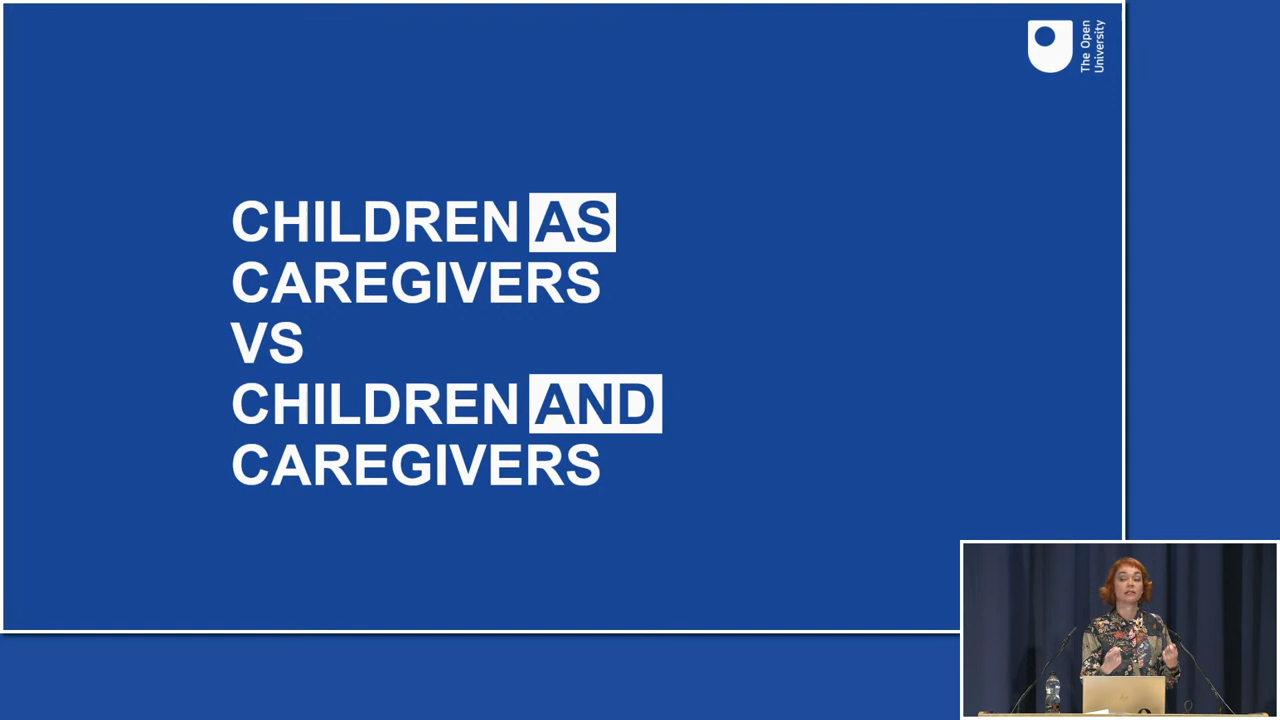 The Open
University
CHILDREN AS
CAREGIVERS
VS
CHILDREN AND
CAREGIVERS